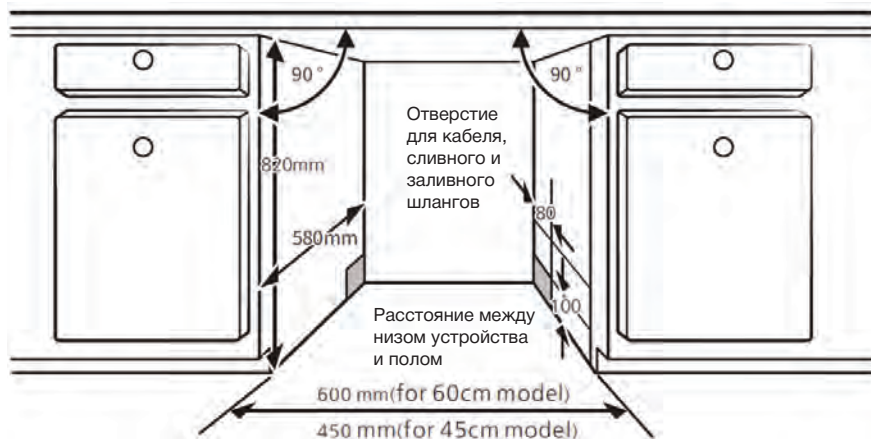 90 °
90 °
Отверстие
для кабеля,
сливного и
заливного
шлангов
820mm
80
580mm
100
Расстояние между
низом устройства
и полом
600 mm(for 60cm model)
450 mm(for 45cm model)